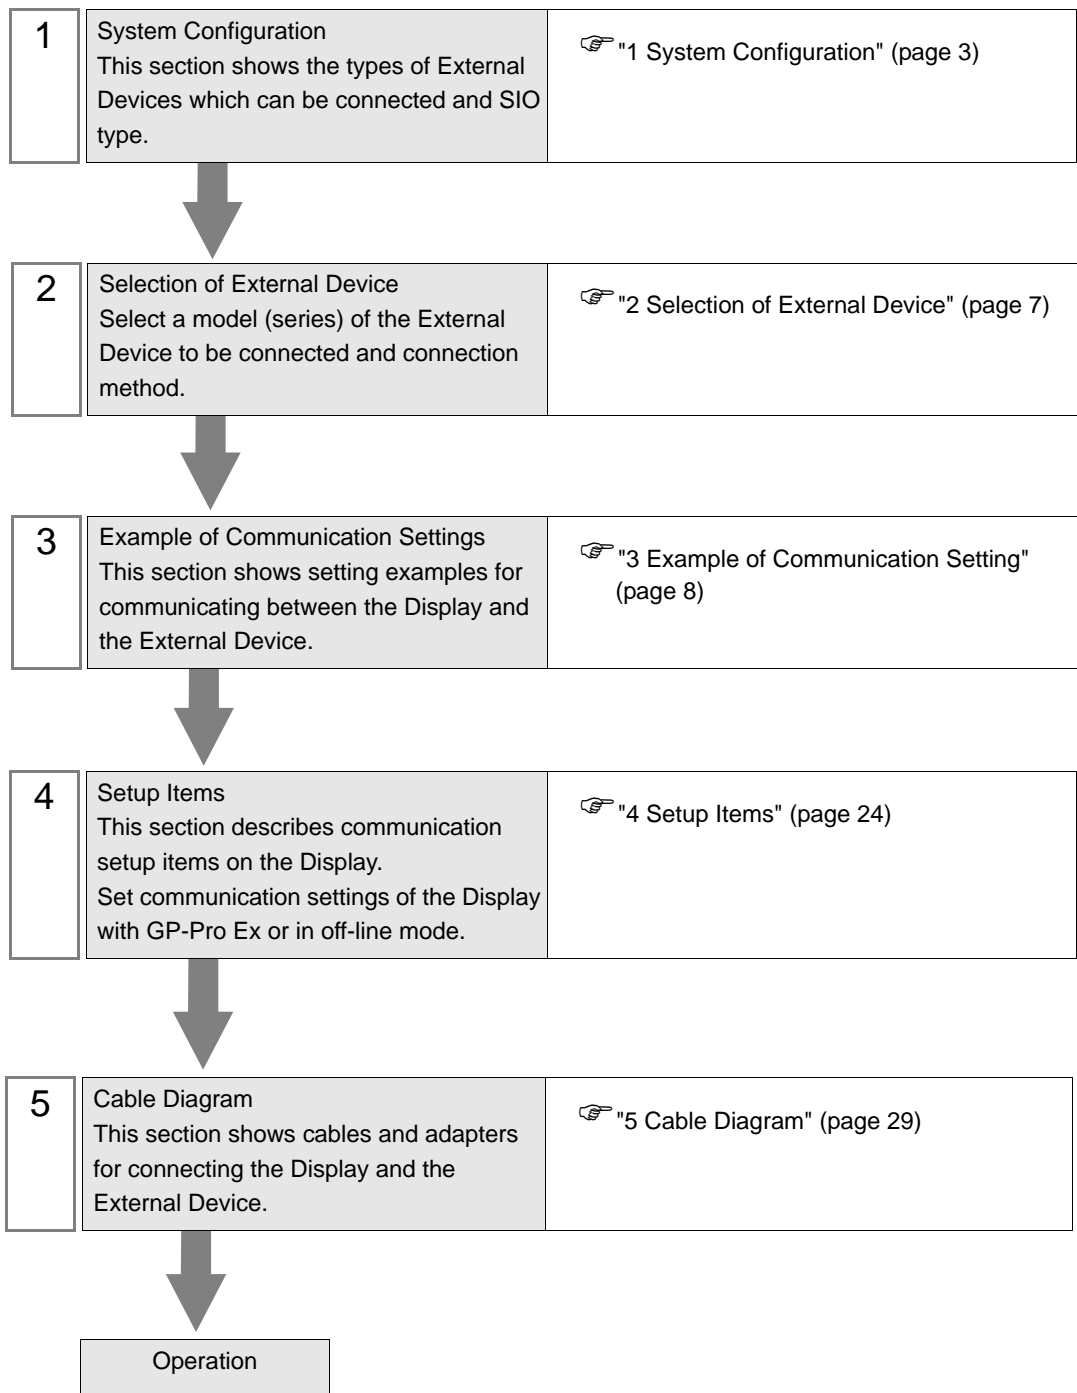 1
System Configuration
This section shows the types of External
Devices which can be connected and SIO
type.
☞ "1 System Configuration" (page 3)
2
Selection of External Device
Select a model (series) of the External
Device to be connected and connection
method.
☞ "2 Selection of External Device" (page 7)
3
Example of Communication Settings
This section shows setting examples for
communicating between the Display and
the External Device.
☞ "3 Example of Communication Setting"
(page 8)
4
Setup Items
This section describes communication
setup items on the Display.
Set communication settings of the Display
with GP-Pro Ex or in off-line mode.
☞ "4 Setup Items" (page 24)
5
Cable Diagram
This section shows cables and adapters
for connecting the Display and the
External Device.
☞ "5 Cable Diagram" (page 29)
Operation